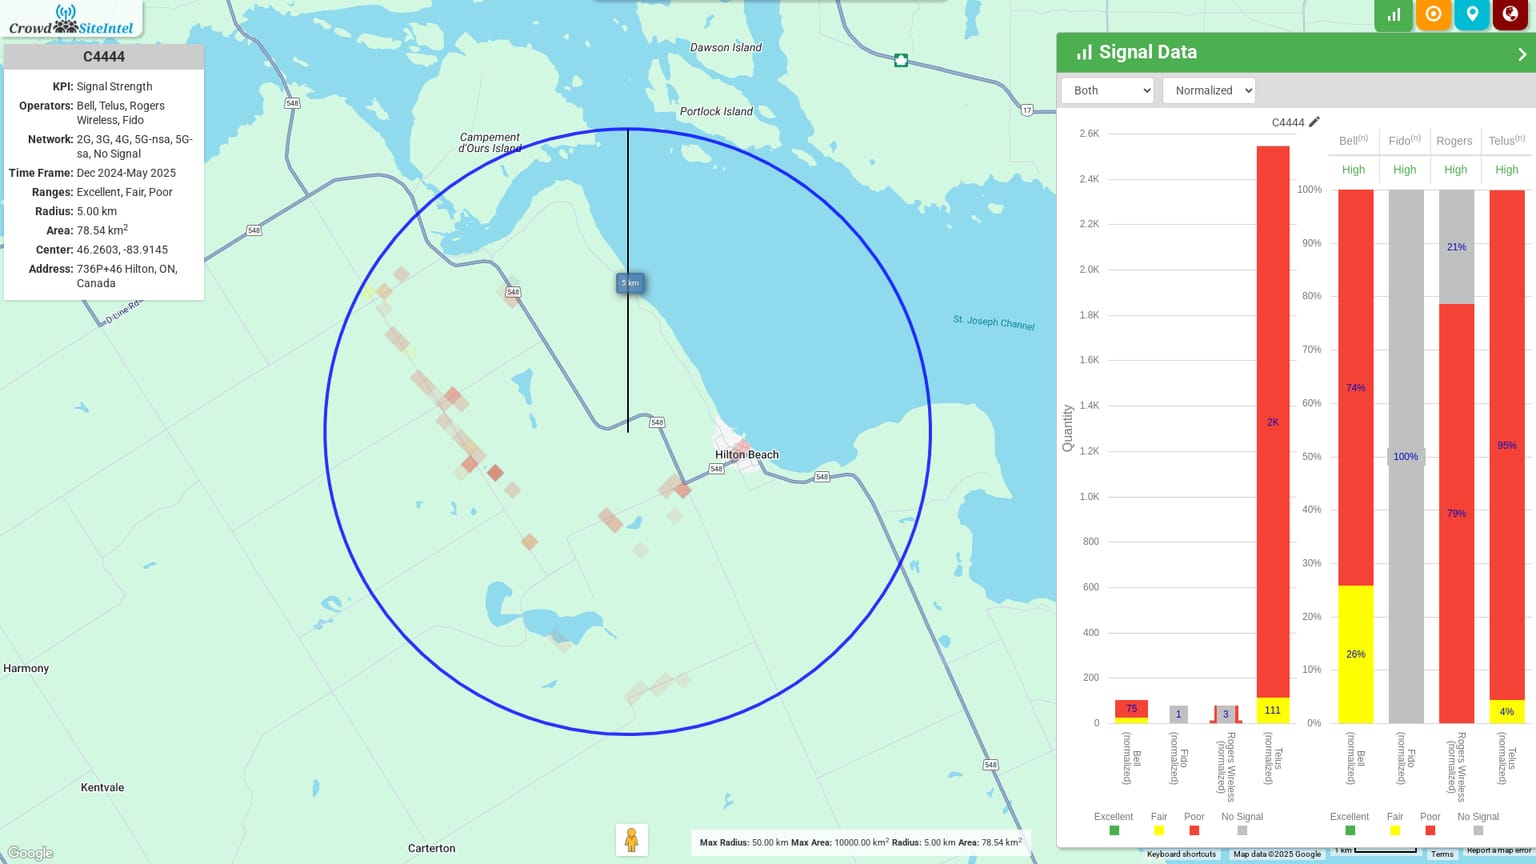 CrowdSiteIntel
C4444
KPI: Signal Strength
Operators: Bell, Telus, Rogers
Wireless, Fido
Network: 2G, 3G, 4G, 5G-nsa, 5G-
sa, No Signal
Time Frame: Dec 2024-May 2025
Ranges: Excellent, Fair, Poor
Radius: 5.00 km
Area: 78.54 km²
Center: 46.2603, -83.9145
Address: 736P+46 Hilton, ON,
Canada
Dawson Island
Portlock Island
Campement
d'Ours Island
548
17
548
D Line Rd
5 km
548
St. Joseph Channel
548
Hilton Beach
548
548
Harmony
548
Kentvale
Carterton
Google
Max Radius: 50.00 km Max Area: 10000.00 km² Radius: 5.00 km Area: 78.54 km²
Signal Data
Both
Normalized
C4444
2.6K
2.4K
2.2K
2.0K
1.8K
1.6K
1.4K
1.2K
1.0K
800
600
400
200
0
Quantity
75
1
3
2K
111
Bell
(normalized)
Fido
(normalized)
Rogers Wireless
(normalized)
Telus
(normalized)
Excellent Fair Poor No Signal
Bell(n) Fido(n) Rogers Telus(n)
High High High High
100%
90%
80%
70%
60%
50%
40%
30%
20%
10%
0%
74%
26%
100%
21%
79%
95%
4%
Bell
(normalized)
Fido
(normalized)
Rogers Wireless
(normalized)
Telus
(normalized)
Excellent Fair Poor No Signal
Keyboard shortcuts Map data ©2025 Google 1 km Terms Report a map error